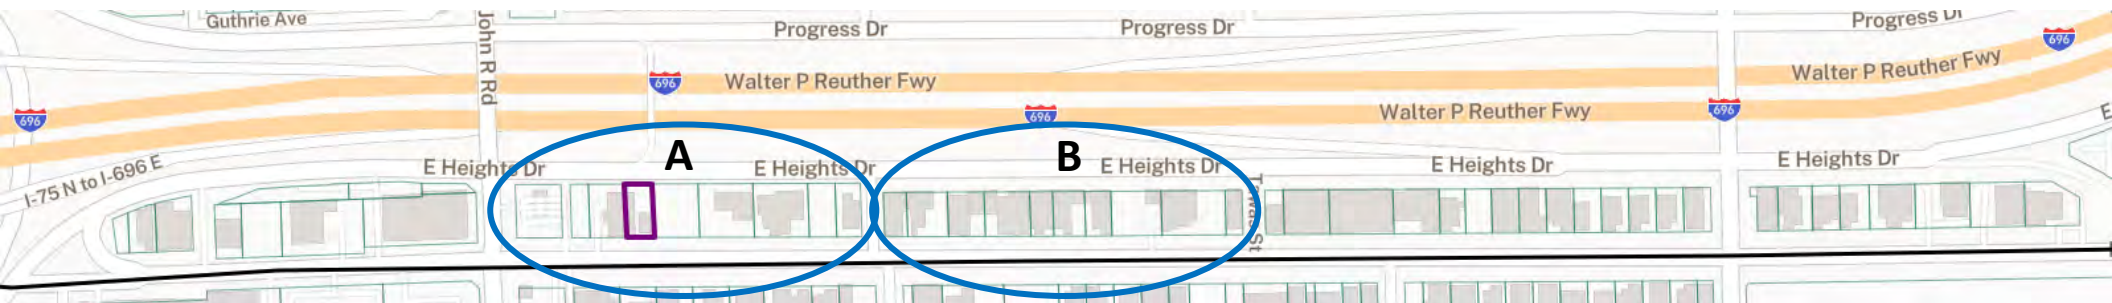 Guthrie Ave
John R Rd
Progress Dr
Progress Dr
Progress Dr
696
696
Walter P Reuther Fwy
Walter P Reuther Fwy
696
696
Walter P Reuther Fwy
696
I-75 N to I-696 E
E Heights Dr
A
E Heights Dr
B
E Heights Dr
E Heights Dr
E Heights Dr
E
St